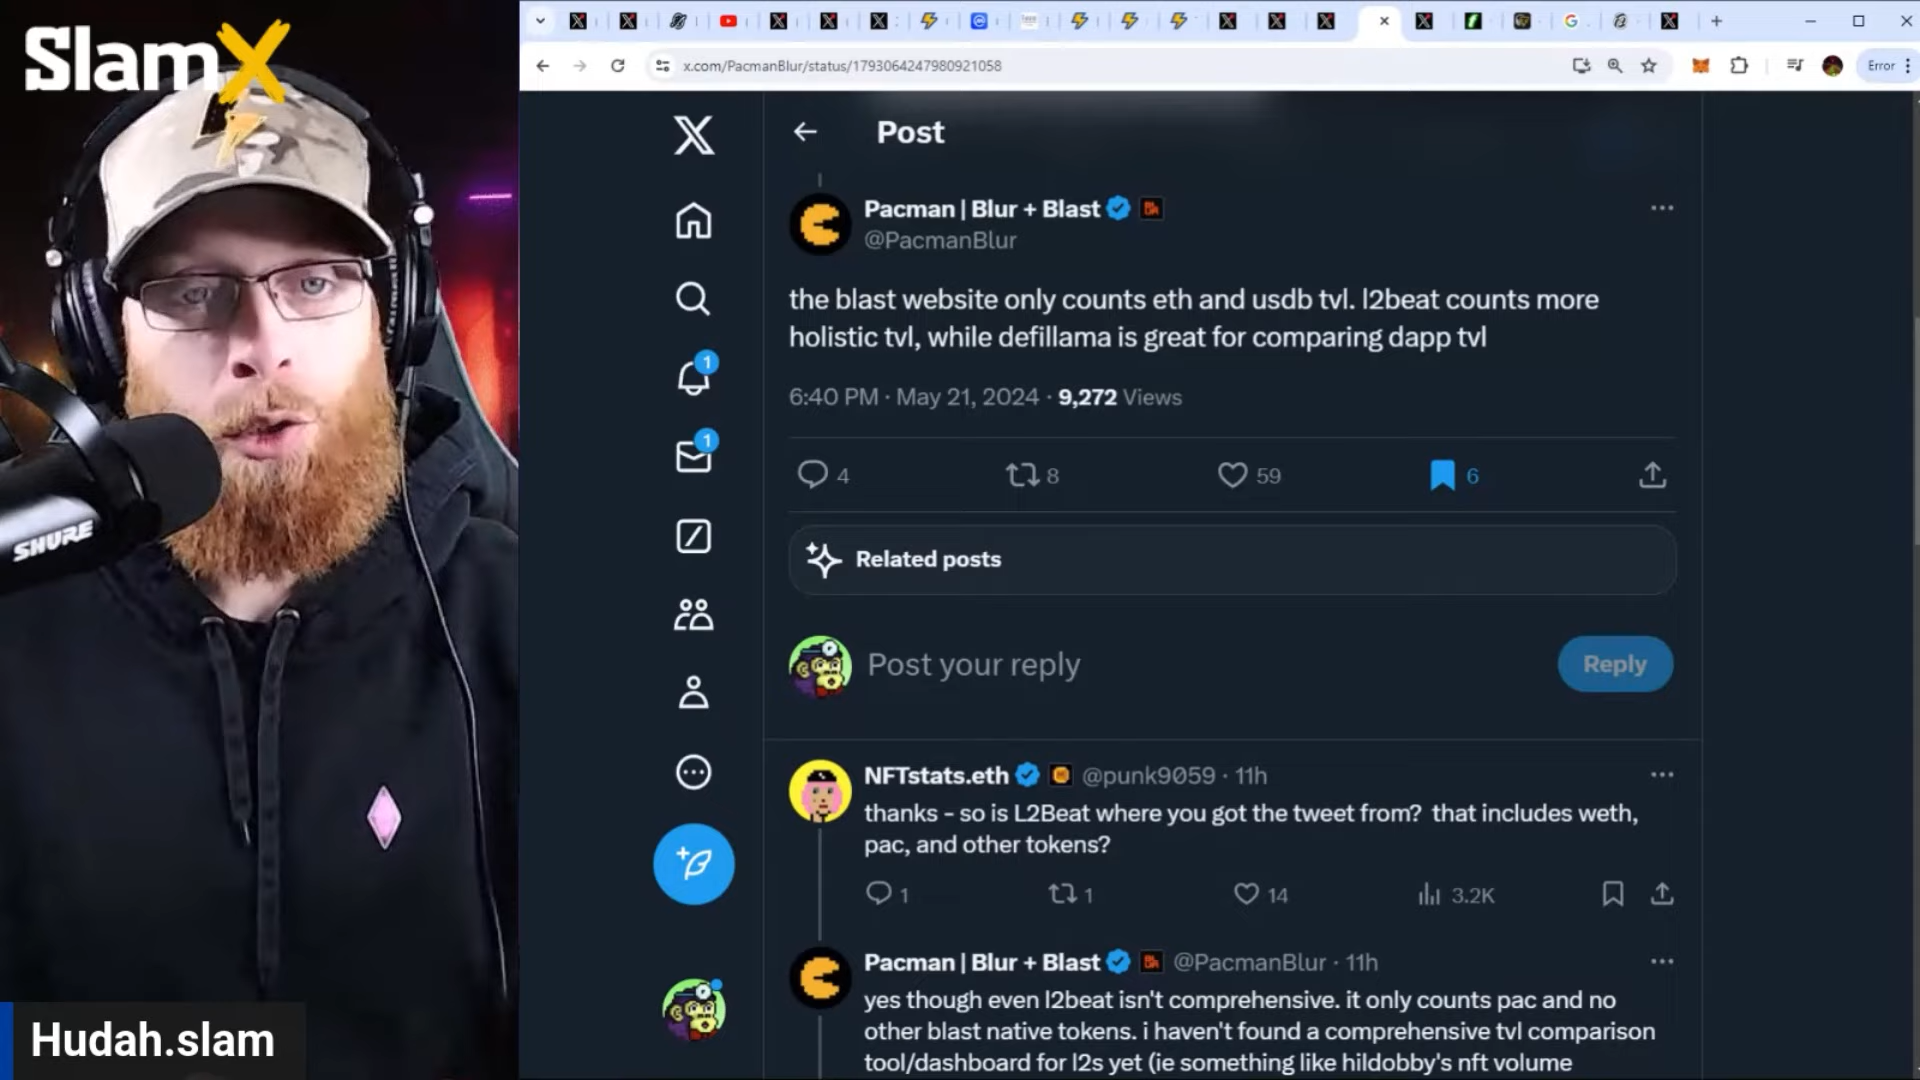 SlamX
SHURE
Hudah.slam
x.com/PacmanBlur/status/1793064247980921058
Error
Post
Pacman | Blur + Blast
@PacmanBlur
the blast website only counts eth and usdb tvl. l2beat counts more
holistic tvl, while defillama is great for comparing dapp tvl
6:40 PM · May 21, 2024 · 9,272 Views
4 8 59 6
Related posts
Post your reply
Reply
1
1
NFTstats.eth @punk9059 · 11h
thanks - so is L2Beat where you got the tweet from? that includes weth,
pac, and other tokens?
1 1 14 3.2K
Pacman | Blur + Blast @PacmanBlur · 11h
yes though even l2beat isn't comprehensive. it only counts pac and no
other blast native tokens. i haven't found a comprehensive tvl comparison
tool/dashboard for l2s yet (ie something like hildobby's nft volume